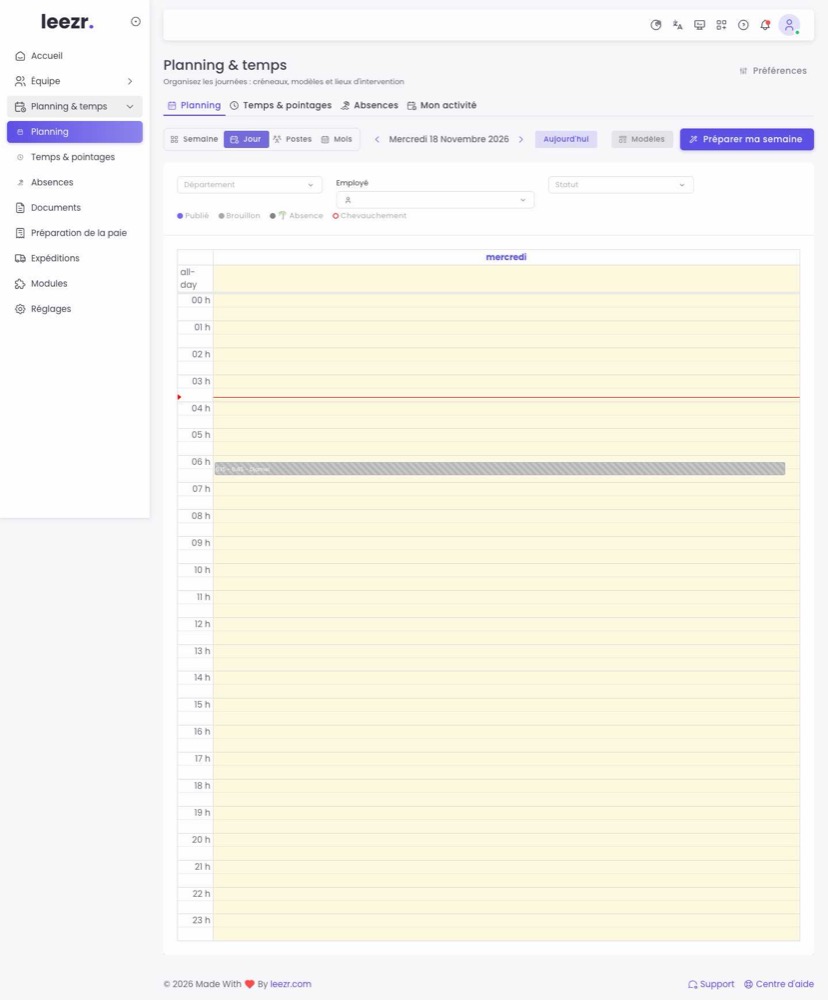 leezr.
Accueil
Équipe
Planning & temps
Planning
Temps & pointages
Absences
Documents
Préparation de la paie
Expéditions
Modules
Réglages
Planning & temps
Organisez les journées : créneaux, modèles et lieux d'intervention
Préférences
Planning Temps & pointages Absences Mon activité
Semaine Jour Postes Mois Mercredi 18 Novembre 2026 Aujourd'hui Modèles Préparer ma semaine
Département Employé Statut
Publié Brouillon Absence Chevauchement
mercredi
all-
day
00 h
01 h
02 h
03 h
04 h
05 h
06 h
07 h
08 h
09 h
10 h
11 h
12 h
13 h
14 h
15 h
16 h
17 h
18 h
19 h
20 h
21 h
22 h
23 h
© 2026 Made With ❤ By leezr.com
Support Centre d'aide